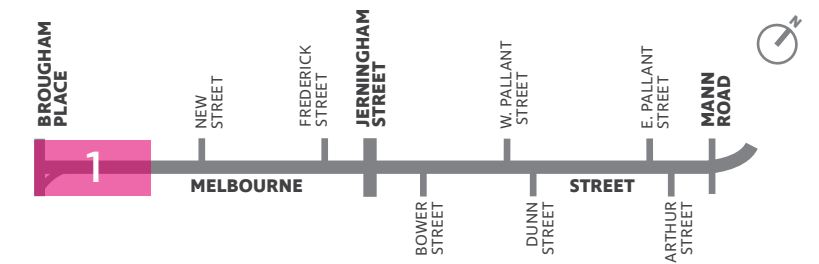 BROUGHAM
PLACE
NEW
STREET
FREDERICK
STREET
JERNINGHAM
STREET
W. PALLANT
STREET
E. PALLANT
STREET
MANN
ROAD
N
1
MELBOURNE STREET
BOWER
STREET
DUNN
STREET
ARTHUR
STREET